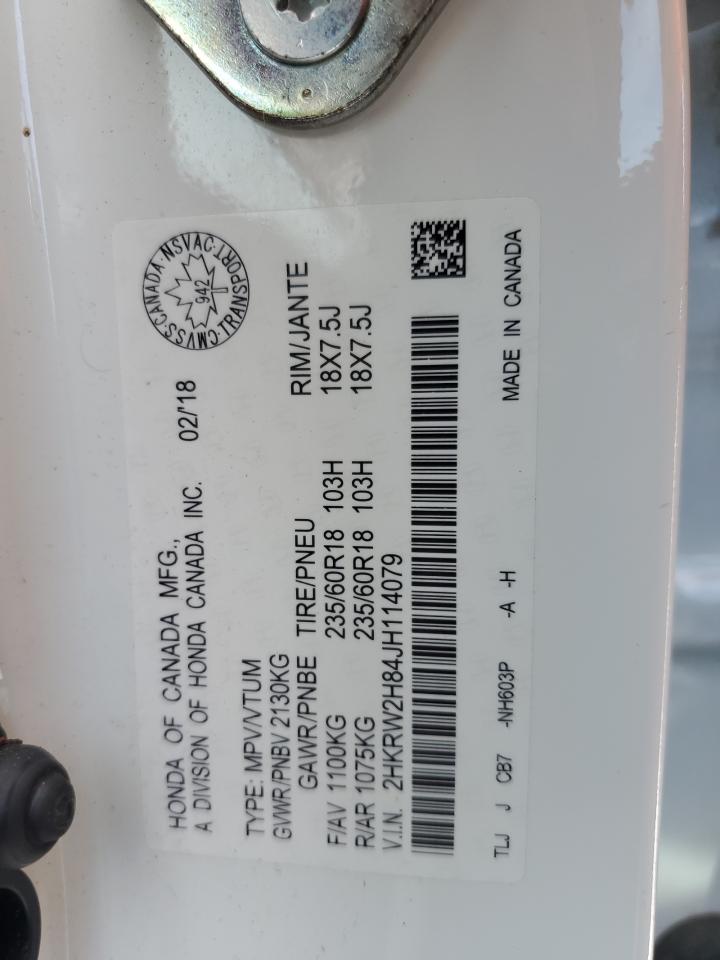 HONDA OF CANADA MFG.,
A DIVISION OF HONDA CANADA INC. 02/'18
CMVSS·CANADA·NSVAC·TRANSPORT·
942
TYPE: MPV/VTUM
GVWR/PNBV 2130KG
GAWR/PNBE TIRE/PNEU RIM/JANTE
F/AV 1100KG 235/60R18 103H 18X7.5J
R/AR 1075KG 235/60R18 103H 18X7.5J
V.I.N. 2HKRW2H84JH114079
TLJ J CB7 -NH603P -A -H MADE IN CANADA